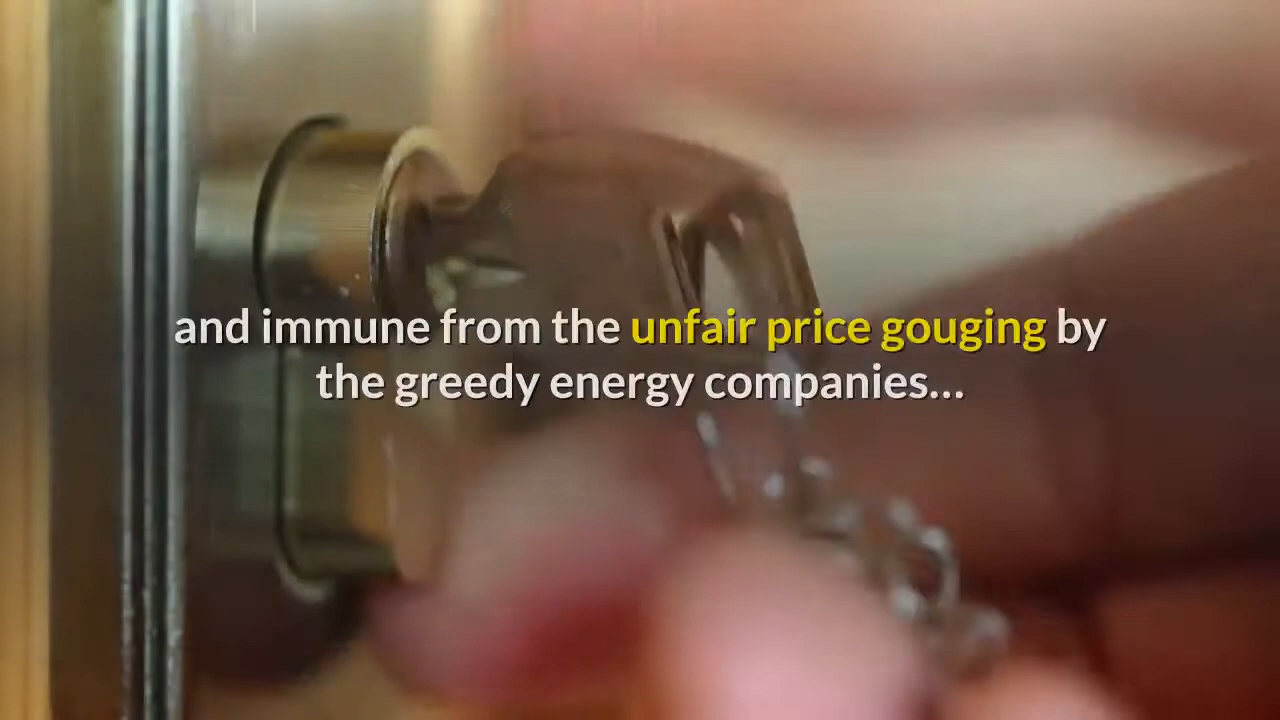 and immune from the unfair price gouging by
the greedy energy companies...